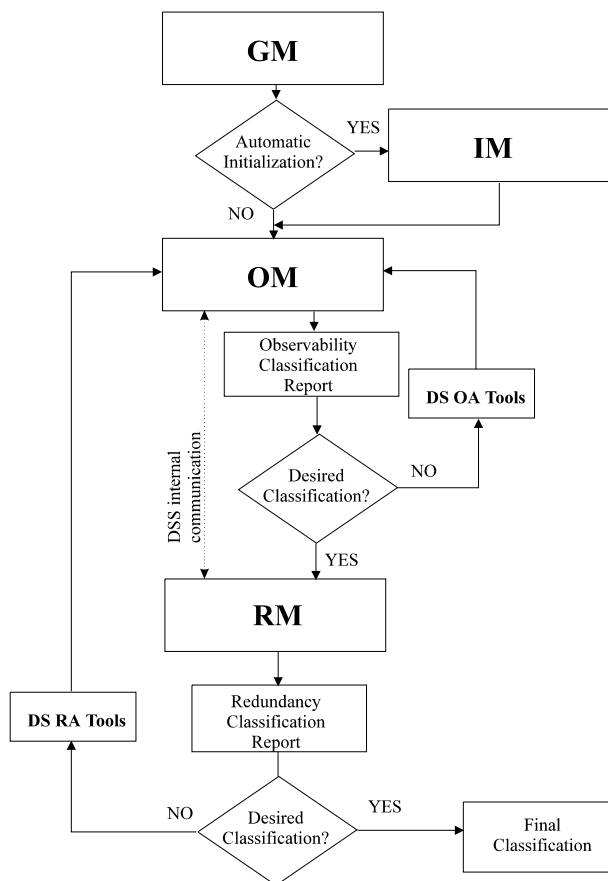 GM
Automatic
Initialization?
YES
IM
NO
OM
Observability
Classification
Report
DS OA Tools
DSS internal
communication
Desired
Classification?
NO
YES
RM
Redundancy
Classification
Report
DS RA Tools
NO
Desired
Classification?
YES
Final
Classification